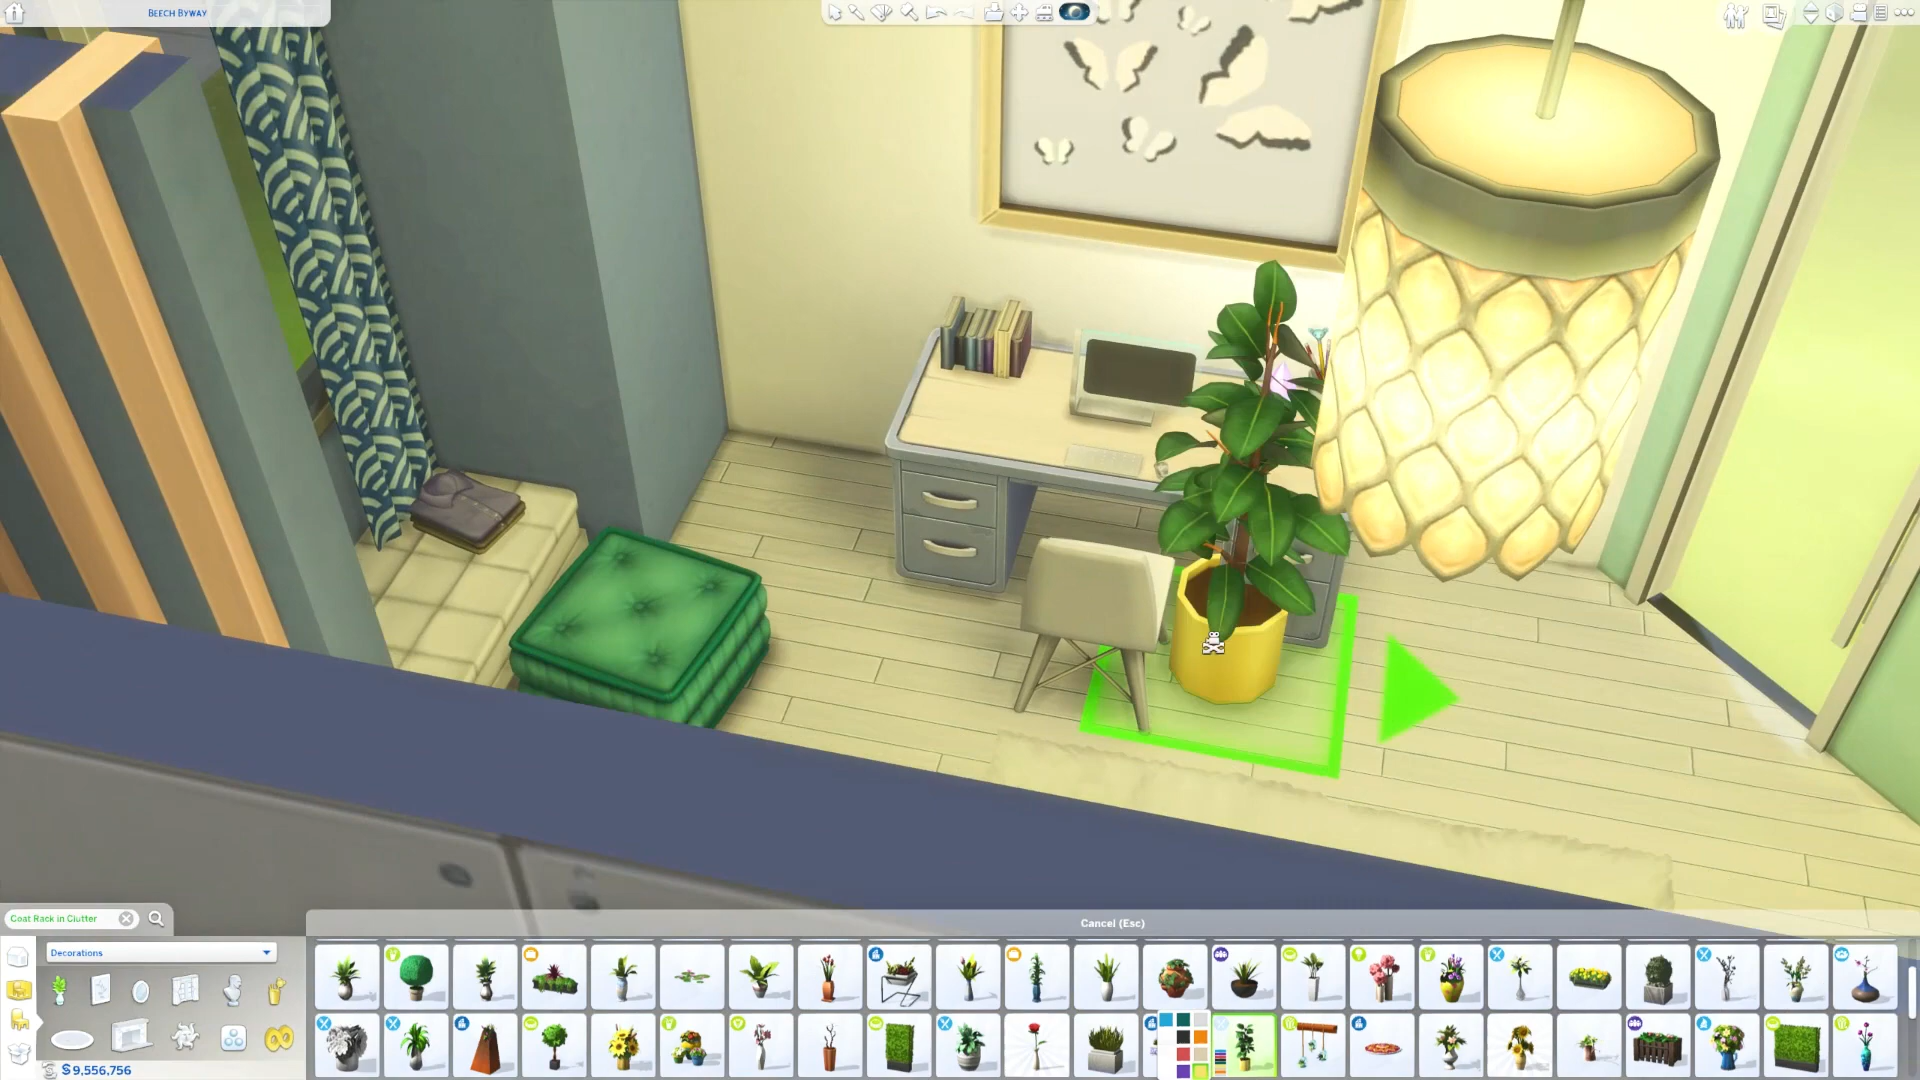 BEECH BYWAY
Coat Rack in Clutter
Cancel (Esc)
Decorations
§9,556,756